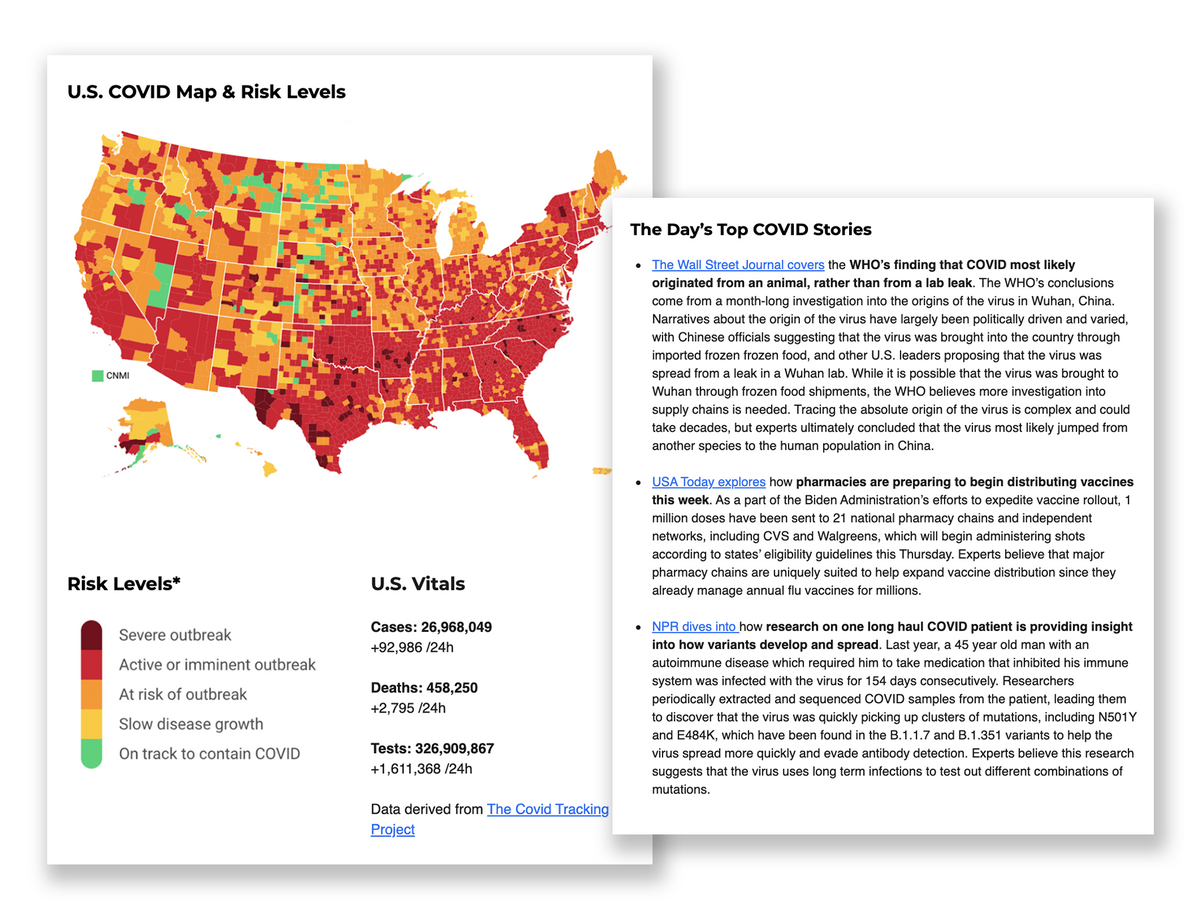 U.S. COVID Map & Risk Levels
CNMI
Risk Levels*
Severe outbreak
Active or imminent outbreak
At risk of outbreak
Slow disease growth
On track to contain COVID
U.S. Vitals
Cases: 26,968,049
+92,986 /24h
Deaths: 458,250
+2,795 /24h
Tests: 326,909,867
+1,611,368 /24h
Data derived from The Covid Tracking
Project
The Day’s Top COVID Stories
• The Wall Street Journal covers the WHO’s finding that COVID most likely
originated from an animal, rather than from a lab leak. The WHO’s conclusions
come from a month-long investigation into the origins of the virus in Wuhan, China.
Narratives about the origin of the virus have largely been politically driven and varied,
with Chinese officials suggesting that the virus was brought into the country through
imported frozen frozen food, and other U.S. leaders proposing that the virus was
spread from a leak in a Wuhan lab. While it is possible that the virus was brought to
Wuhan through frozen food shipments, the WHO believes more investigation into
supply chains is needed. Tracing the absolute origin of the virus is complex and could
take decades, but experts ultimately concluded that the virus most likely jumped from
another species to the human population in China.
• USA Today explores how pharmacies are preparing to begin distributing vaccines
this week. As a part of the Biden Administration’s efforts to expedite vaccine rollout, 1
million doses have been sent to 21 national pharmacy chains and independent
networks, including CVS and Walgreens, which will begin administering shots
according to states’ eligibility guidelines this Thursday. Experts believe that major
pharmacy chains are uniquely suited to help expand vaccine distribution since they
already manage annual flu vaccines for millions.
• NPR dives into how research on one long haul COVID patient is providing insight
into how variants develop and spread. Last year, a 45 year old man with an
autoimmune disease which required him to take medication that inhibited his immune
system was infected with the virus for 154 days consecutively. Researchers
periodically extracted and sequenced COVID samples from the patient, leading them
to discover that the virus was quickly picking up clusters of mutations, including N501Y
and E484K, which have been found in the B.1.1.7 and B.1.351 variants to help the
virus spread more quickly and evade antibody detection. Experts believe this research
suggests that the virus uses long term infections to test out different combinations of
mutations.